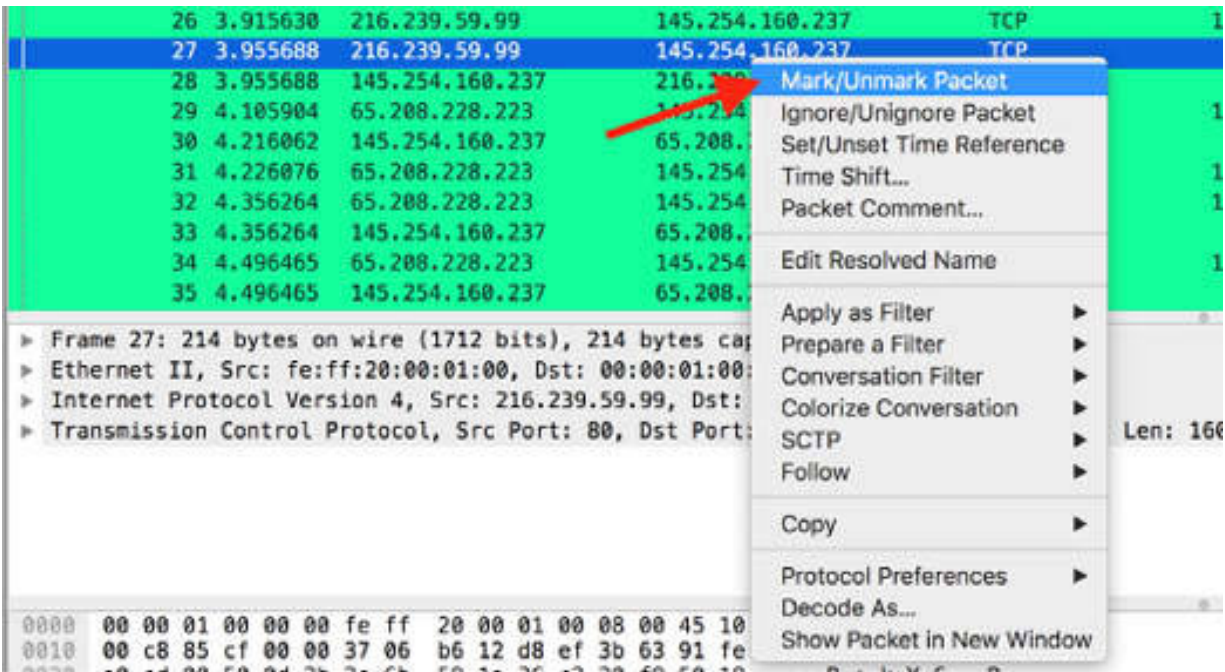 26 3.915630 216.239.59.99 145.254.160.237 TCP 1
27 3.955688 216.239.59.99 145.254.160.237 TCP
28 3.955688 145.254.160.237 216.239
29 4.105904 65.208.228.223 145.254 1
30 4.216062 145.254.160.237 65.208.
31 4.226076 65.208.228.223 145.254 1
32 4.356264 65.208.228.223 145.254 1
33 4.356264 145.254.160.237 65.208.
34 4.496465 65.208.228.223 145.254 1
35 4.496465 145.254.160.237 65.208.
Mark/Unmark Packet
Ignore/Unignore Packet
Set/Unset Time Reference
Time Shift...
Packet Comment...
Edit Resolved Name
Apply as Filter
Prepare a Filter
Conversation Filter
Colorize Conversation
SCTP
Follow
Copy
Protocol Preferences
Decode As...
Show Packet in New Window
Frame 27: 214 bytes on wire (1712 bits), 214 bytes cap
Ethernet II, Src: fe:ff:20:00:01:00, Dst: 00:00:01:00:
Internet Protocol Version 4, Src: 216.239.59.99, Dst:
Transmission Control Protocol, Src Port: 80, Dst Port: Len: 160
0000 00 00 01 00 00 00 fe ff 20 00 01 00 08 00 45 10
0010 00 c8 85 cf 00 00 37 06 b6 12 d8 ef 3b 63 91 fe